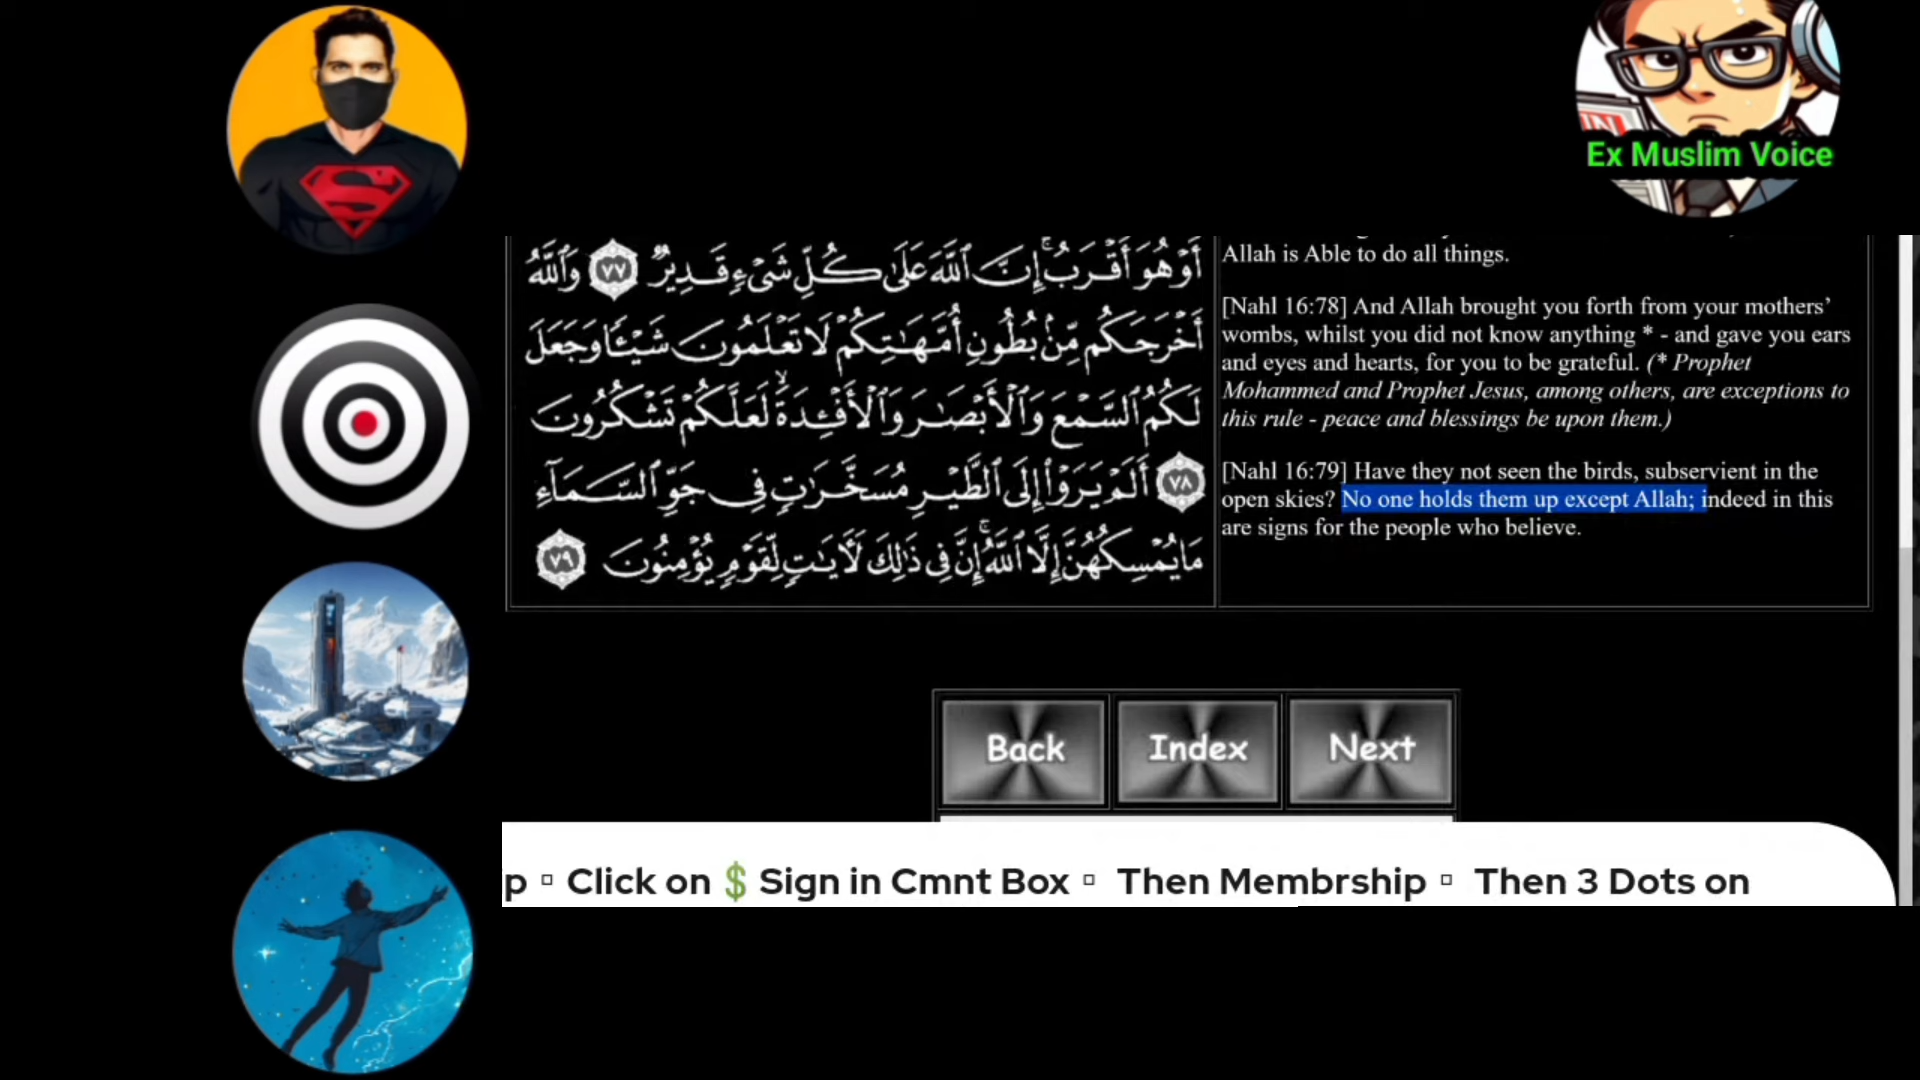 Ex Muslim Voice
أَوْ هُوَ أَقْرَبُ ۚ إِنَّ ٱللَّهَ عَلَىٰ كُلِّ شَىْءٍ قَدِيرٌ ٧٧ وَٱللَّهُ
أَخْرَجَكُم مِّنۢ بُطُونِ أُمَّهَـٰتِكُمْ لَا تَعْلَمُونَ شَيْـًٔا وَجَعَلَ
لَكُمُ ٱلسَّمْعَ وَٱلْأَبْصَـٰرَ وَٱلْأَفْـِٔدَةَ ۙ لَعَلَّكُمْ تَشْكُرُونَ
٧٨ أَلَمْ يَرَوْا۟ إِلَى ٱلطَّيْرِ مُسَخَّرَٰتٍ فِى جَوِّ ٱلسَّمَآءِ
مَا يُمْسِكُهُنَّ إِلَّا ٱللَّهُ ۗ إِنَّ فِى ذَٰلِكَ لَـَٔايَـٰتٍ لِّقَوْمٍ يُؤْمِنُونَ ٧٩
Allah is Able to do all things.
[Nahl 16:78] And Allah brought you forth from your mothers’
wombs, whilst you did not know anything * - and gave you ears
and eyes and hearts, for you to be grateful. (* Prophet
Mohammed and Prophet Jesus, among others, are exceptions to
this rule - peace and blessings be upon them.)
[Nahl 16:79] Have they not seen the birds, subservient in the
open skies? No one holds them up except Allah; indeed in this
are signs for the people who believe.
Back Index Next
p ▫ Click on $ Sign in Cmnt Box ▫ Then Membrship ▫ Then 3 Dots on